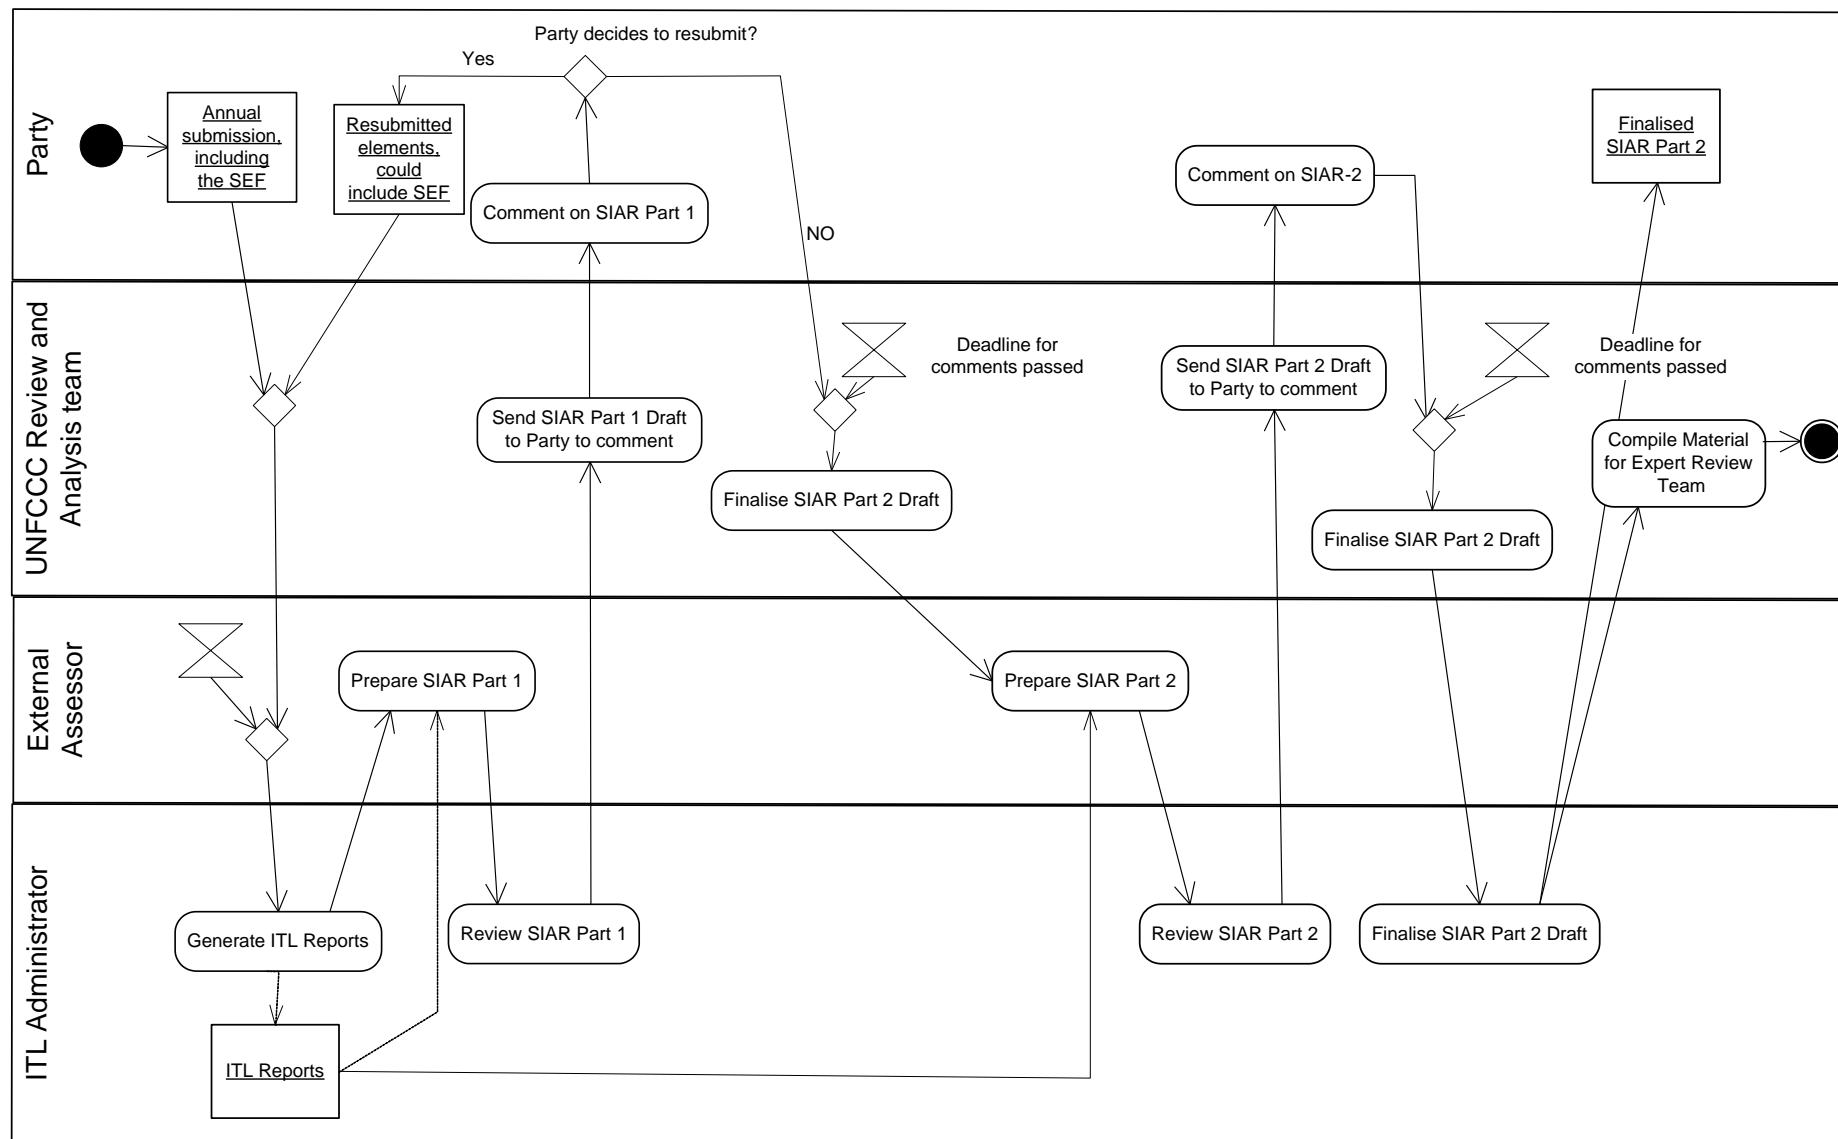 Party
Party decides to resubmit?
Yes
Annual
submission,
including
the SEF
Resubmitted
elements,
could
include SEF
Comment on SIAR Part 1
NO
Comment on SIAR-2
Finalised
SIAR Part 2
UNFCCC Review and
Analysis team
Deadline for
comments passed
Send SIAR Part 1 Draft
to Party to comment
Finalise SIAR Part 2 Draft
Send SIAR Part 2 Draft
to Party to comment
Deadline for
comments passed
Compile Material
for Expert Review
Team
Finalise SIAR Part 2 Draft
External
Assessor
Prepare SIAR Part 1
Prepare SIAR Part 2
ITL Administrator
Generate ITL Reports
Review SIAR Part 1
Review SIAR Part 2
Finalise SIAR Part 2 Draft
ITL Reports